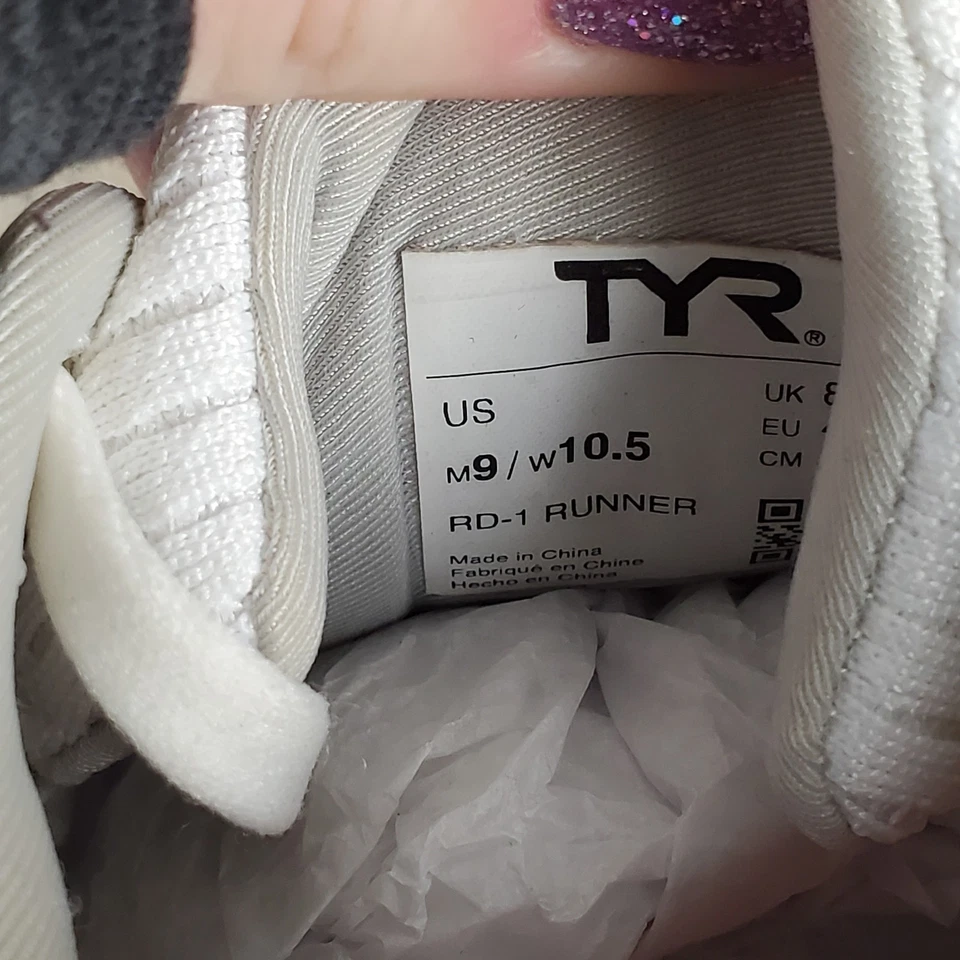 TYR®
US
M9 / W10.5
UK
EU
CM
RD-1 RUNNER
Made in China
Fabriqué en Chine
Hecho en China